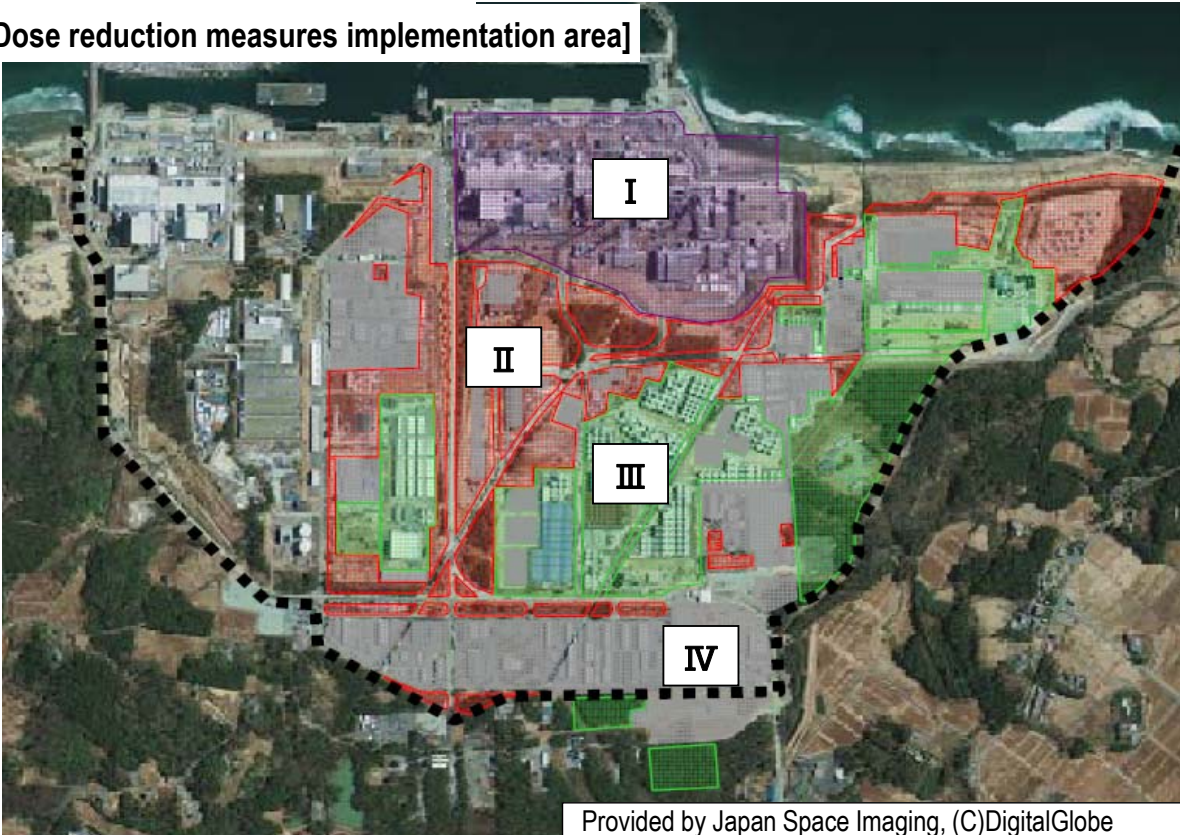 Dose reduction measures implementation area]
I
II
III
IV
Provided by Japan Space Imaging, (C)DigitalGlobe